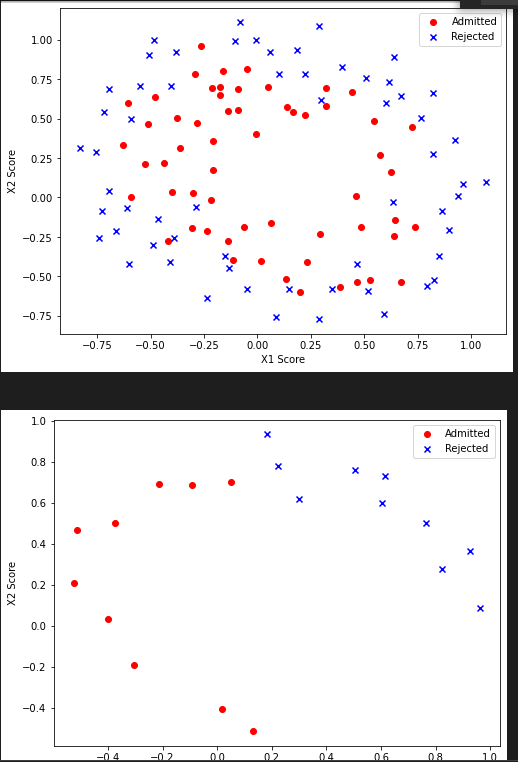 Admitted
Rejected
X2 Score
1.00
0.75
0.50
0.25
0.00
−0.25
−0.50
−0.75
−0.75 −0.50 −0.25 0.00 0.25 0.50 0.75 1.00
X1 Score
Admitted
Rejected
X2 Score
1.0
0.8
0.6
0.4
0.2
0.0
−0.2
−0.4
−0.4 −0.2 0.0 0.2 0.4 0.6 0.8 1.0